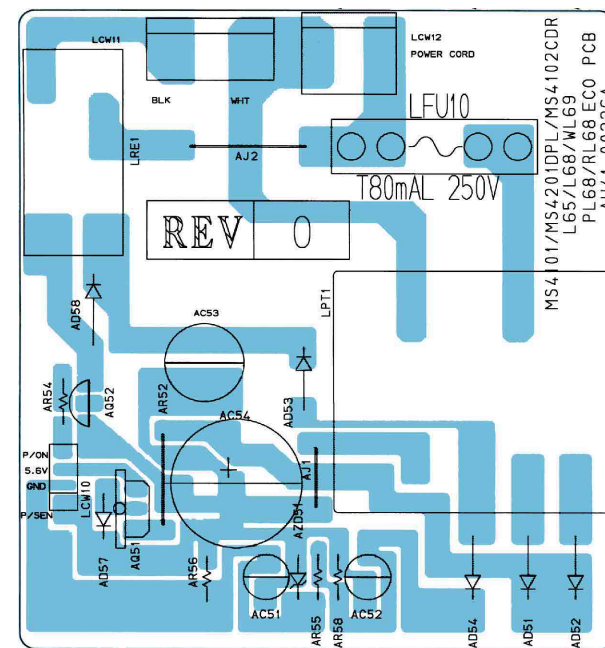 LCW11
LCW12
POWER CORD
BLK
WHT
LFU10
LRE1
AJ2
T80mAL 250V
MS4101/MS4201DPL/MS4102CDR
L65/L68/WL69
PL68/RL68 ECO PCB
REV 0
LPT1
AD58
AC53
AR54
AQ52
AR52
AD53
AC54
P/ON
5.6V
GND
P/SEN
LCW10
AJ1
AZD51
AD57
AQ51
AR56
AC51
AR55
AR58
AC52
AD54
AD51
AD52